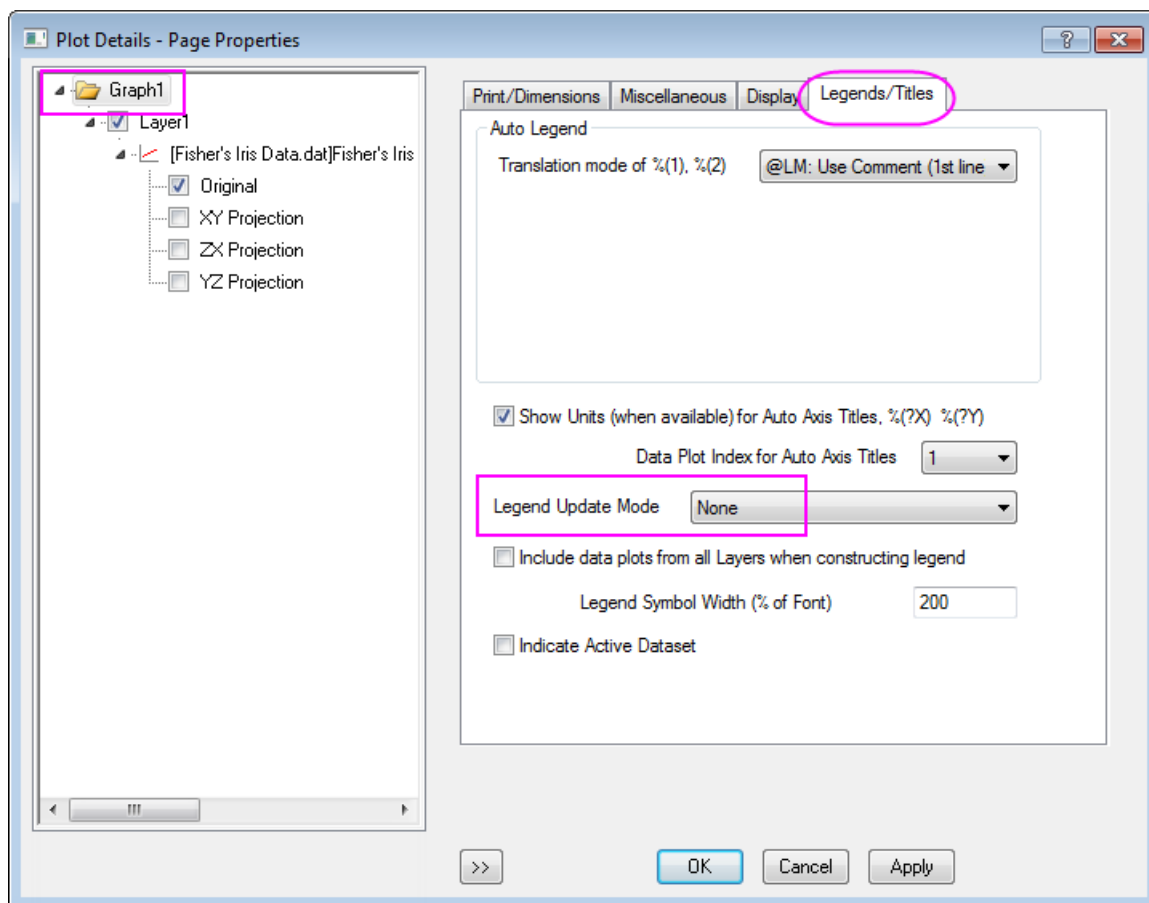 Plot Details - Page Properties
Graph1
Layer1
[Fisher's Iris Data.dat]Fisher's Iris
Original
XY Projection
ZX Projection
YZ Projection
Print/Dimensions Miscellaneous Display Legends/Titles
Auto Legend
Translation mode of %(1), %(2) @LM: Use Comment (1st line
Show Units (when available) for Auto Axis Titles, %(?X) %(?Y)
Data Plot Index for Auto Axis Titles 1
Legend Update Mode None
Include data plots from all Layers when constructing legend
Legend Symbol Width (% of Font) 200
Indicate Active Dataset
>> OK Cancel Apply